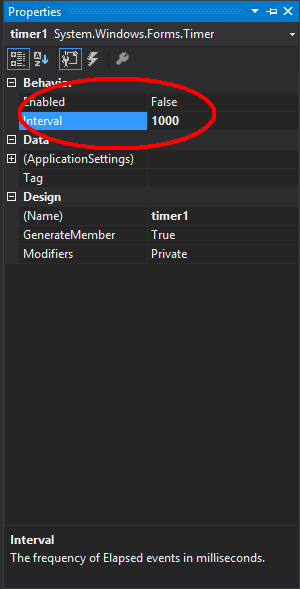 Properties
timer1 System.Windows.Forms.Timer
Behavior
Enabled False
Interval 1000
Data
(ApplicationSettings)
Tag
Design
(Name) timer1
GenerateMember True
Modifiers Private
Interval
The frequency of Elapsed events in milliseconds.